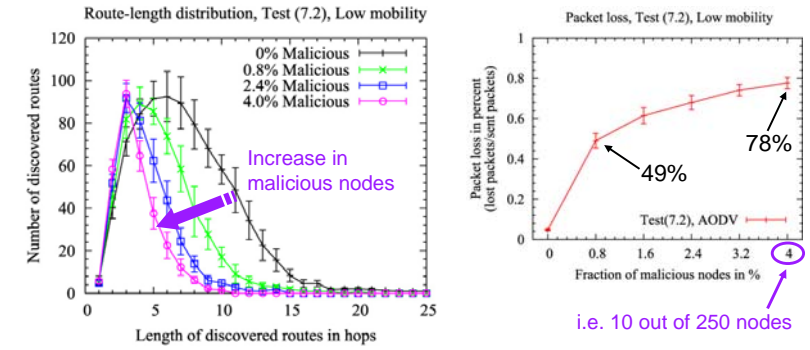 Route-length distribution, Test (7.2), Low mobility
Number of discovered routes
120
100
80
60
40
20
0
0% Malicious
0.8% Malicious
2.4% Malicious
4.0% Malicious
Increase in
malicious nodes
0 5 10 15 20 25
Length of discovered routes in hops
Packet loss, Test (7.2), Low mobility
Packet loss in percent
(lost packets/sent packets)
1
0.8
0.6
0.4
0.2
0
49%
78%
Test(7.2), AODV
0 0.8 1.6 2.4 3.2 4
Fraction of malicious nodes in %
i.e. 10 out of 250 nodes